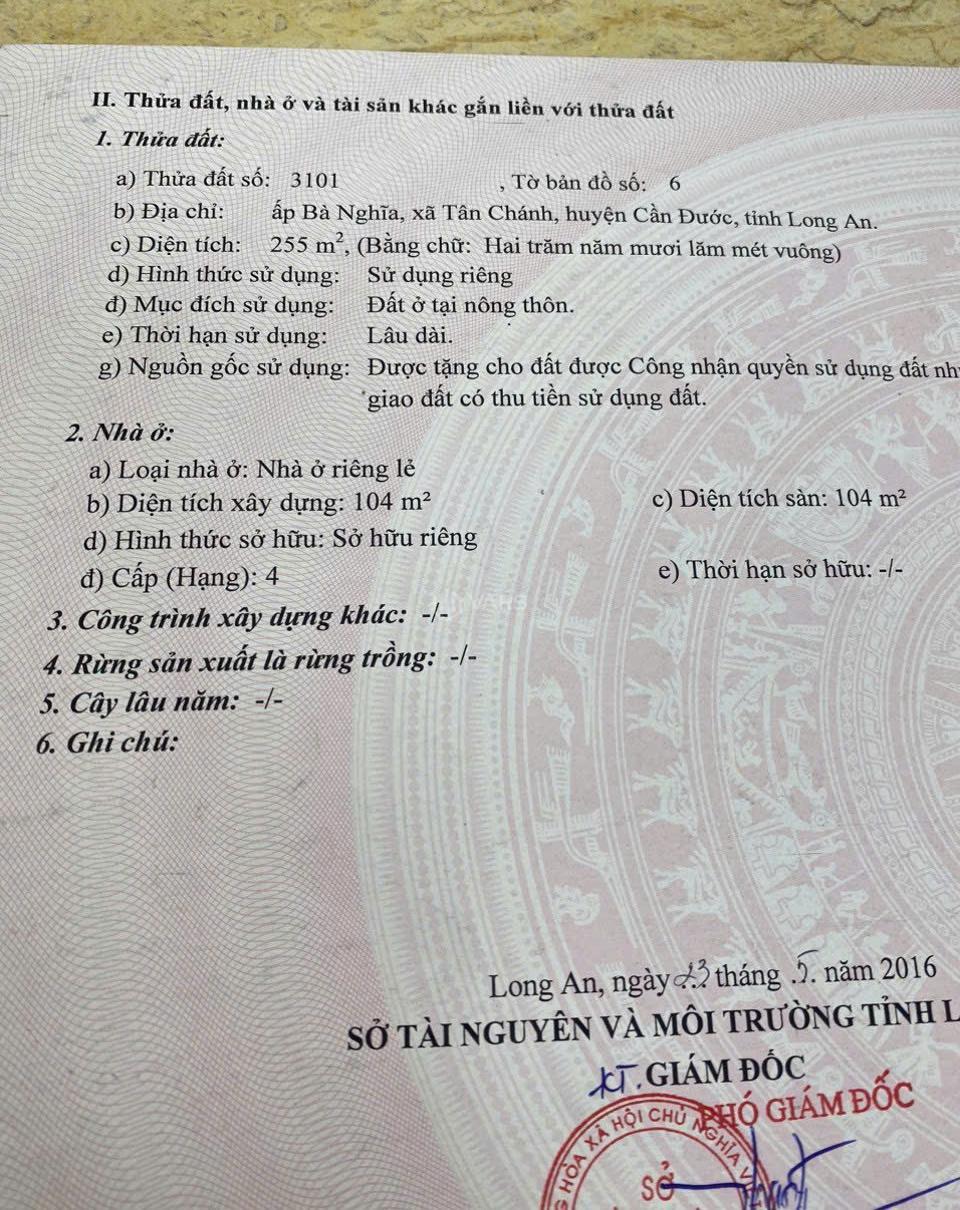 II. Thửa đất, nhà ở và tài sản khác gắn liền với thửa đất
1. Thửa đất:
a) Thửa đất số: 3101 , Tờ bản đồ số: 6
b) Địa chỉ: ấp Bà Nghĩa, xã Tân Chánh, huyện Cần Đước, tỉnh Long An.
c) Diện tích: 255 m², (Bằng chữ: Hai trăm năm mươi lăm mét vuông)
d) Hình thức sử dụng: Sử dụng riêng
đ) Mục đích sử dụng: Đất ở tại nông thôn.
e) Thời hạn sử dụng: Lâu dài.
g) Nguồn gốc sử dụng: Được tặng cho đất được Công nhận quyền sử dụng đất nh
giao đất có thu tiền sử dụng đất.
2. Nhà ở:
a) Loại nhà ở: Nhà ở riêng lẻ
b) Diện tích xây dựng: 104 m² c) Diện tích sàn: 104 m²
d) Hình thức sở hữu: Sở hữu riêng
đ) Cấp (Hạng): 4 e) Thời hạn sở hữu: -/-
3. Công trình xây dựng khác: -/-
4. Rừng sản xuất là rừng trồng: -/-
5. Cây lâu năm: -/-
6. Ghi chú:
Long An, ngày 23 tháng .5. năm 2016
SỞ TÀI NGUYÊN VÀ MÔI TRƯỜNG TỈNH L
KT. GIÁM ĐỐC
PHÓ GIÁM ĐỐC
HÒA XÃ HỘI CHỦ NGHĨA V
SỞ